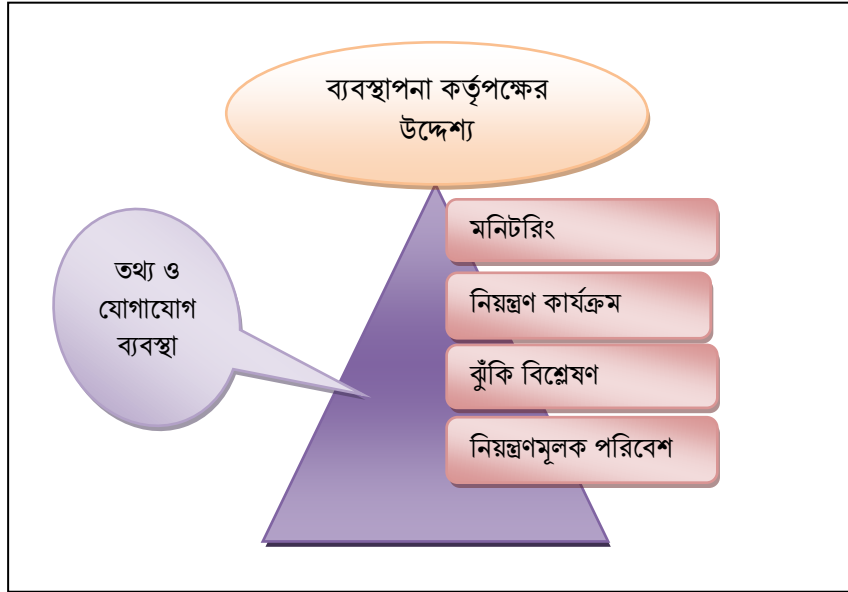 ব্যবস্থাপনা কর্তৃপক্ষের
উদ্দেশ্য
মনিটরিং
নিয়ন্ত্রণ কার্যক্রম
ঝুঁকি বিশ্লেষণ
নিয়ন্ত্রণমূলক পরিবেশ
তথ্য ও
যোগাযোগ
ব্যবস্থা